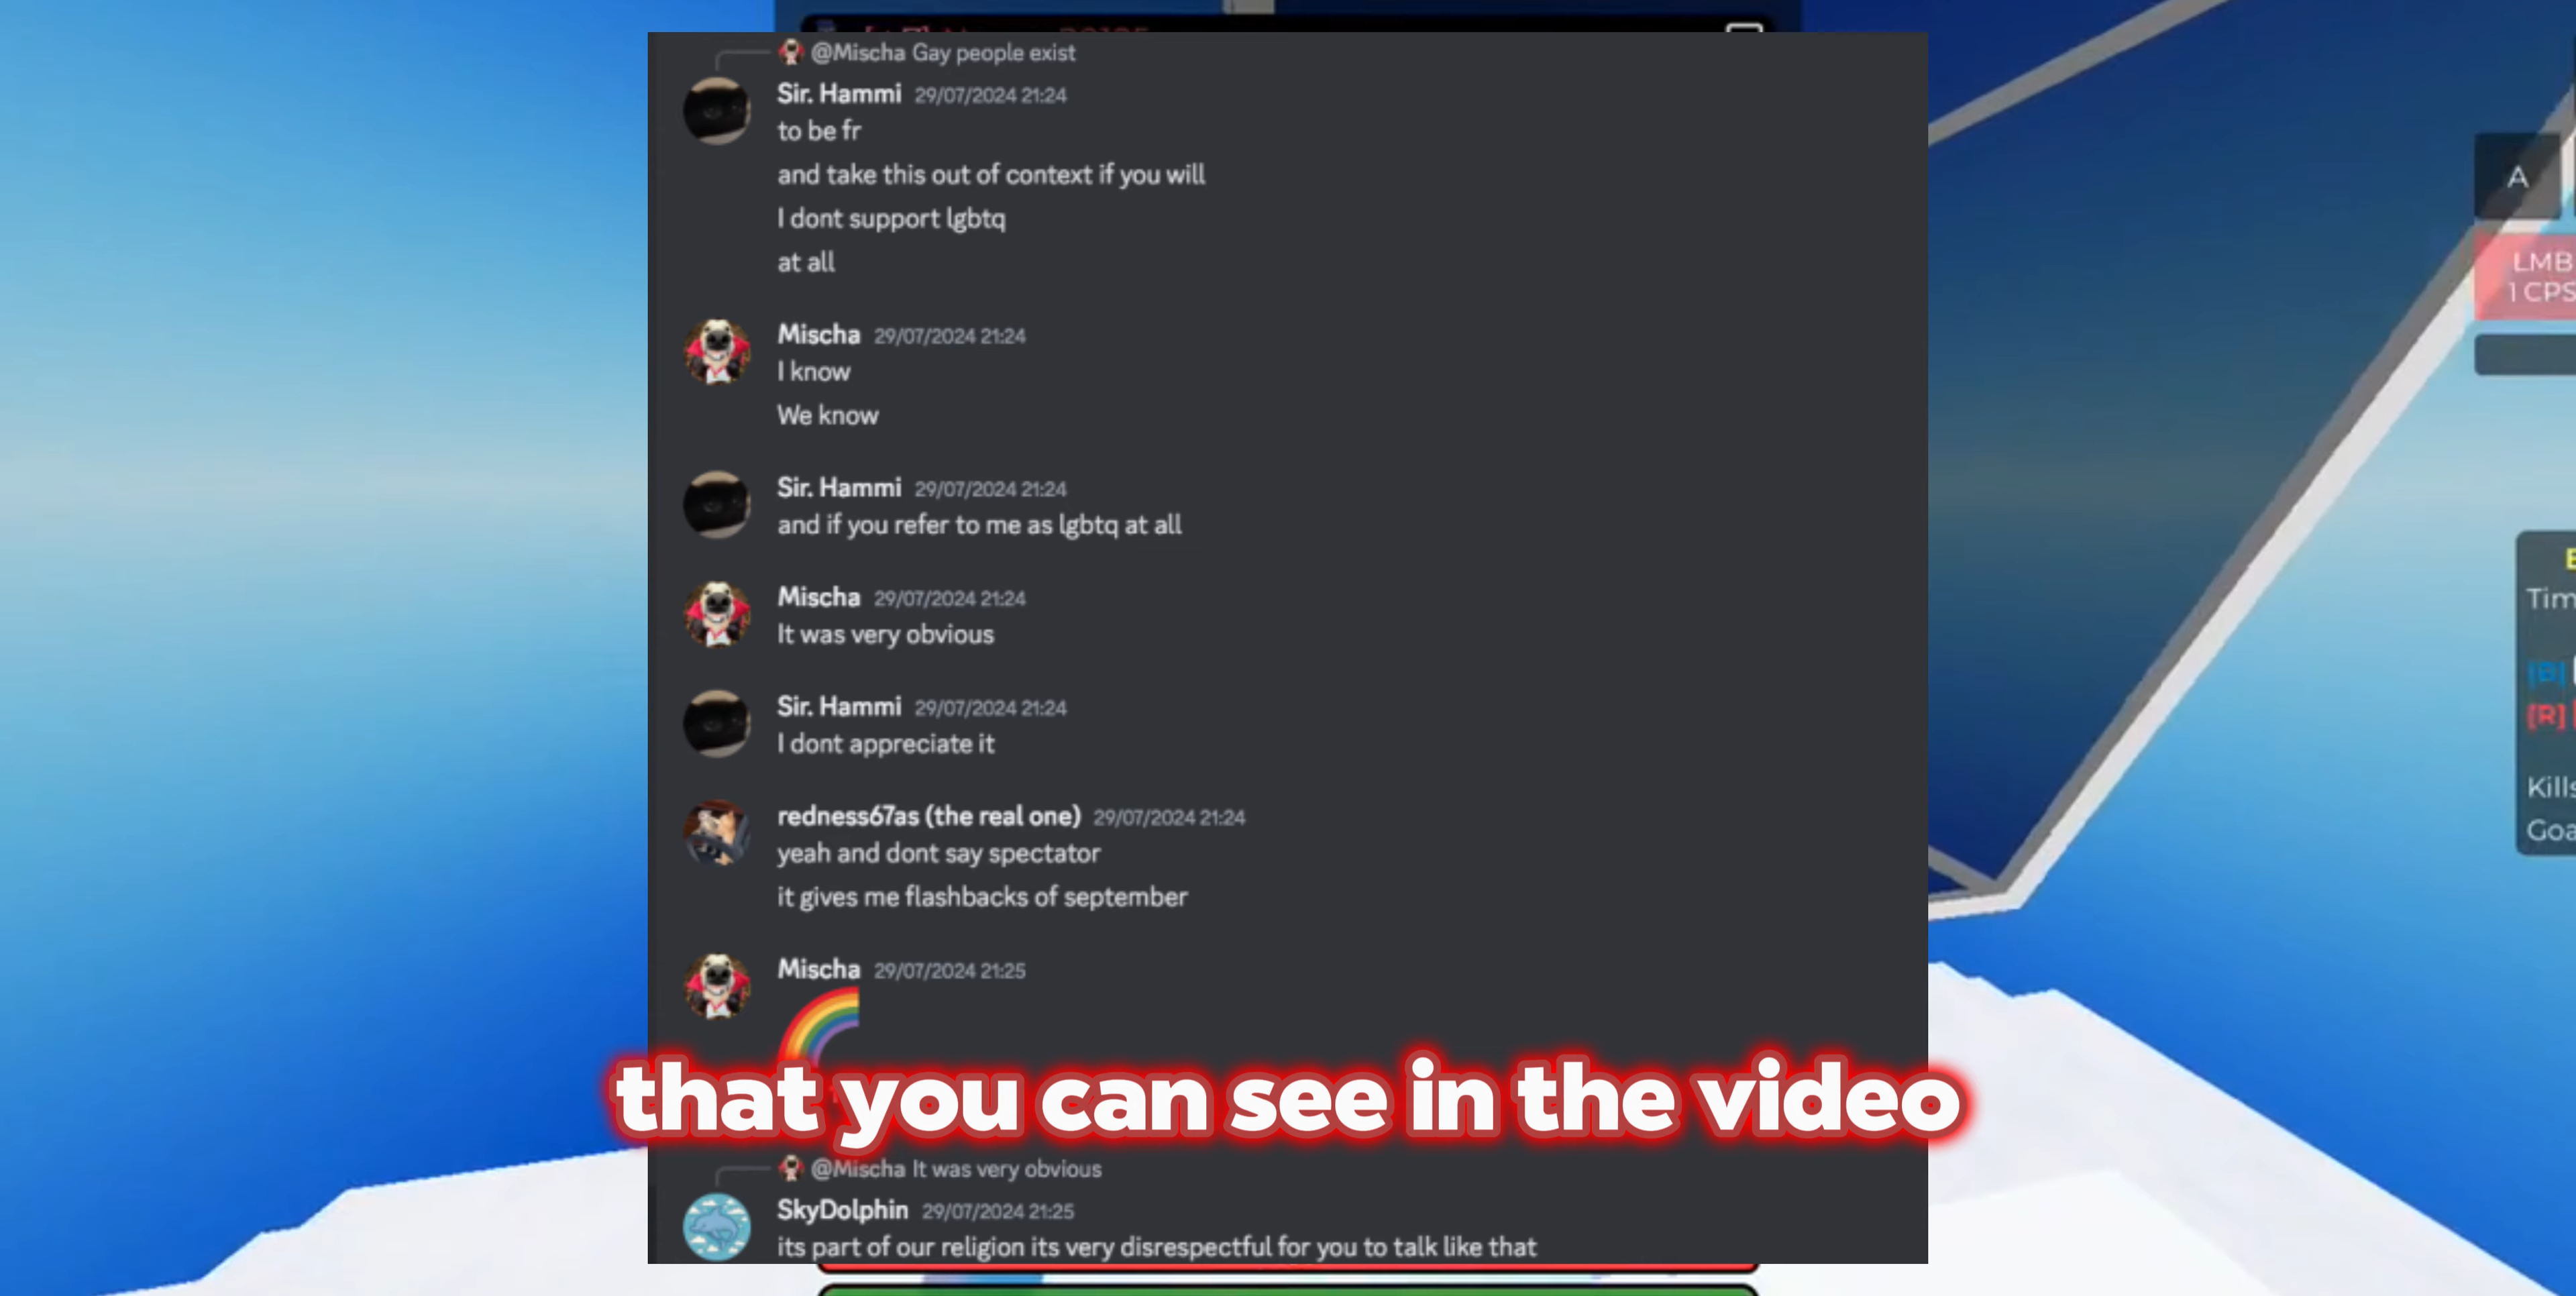 @Mischa Gay people exist
Sir. Hammi 29/07/2024 21:24
to be fr
and take this out of context if you will
I dont support lgbtq
at all
Mischa 29/07/2024 21:24
I know
We know
Sir. Hammi 29/07/2024 21:24
and if you refer to me as lgbtq at all
Mischa 29/07/2024 21:24
It was very obvious
Sir. Hammi 29/07/2024 21:24
I dont appreciate it
redness67as (the real one) 29/07/2024 21:24
yeah and dont say spectator
it gives me flashbacks of september
Mischa 29/07/2024 21:25
that you can see in the video
@Mischa It was very obvious
SkyDolphin 29/07/2024 21:25
its part of our religion its very disrespectful for you to talk like that
A
LMB
1 CPS
[B]
[R]